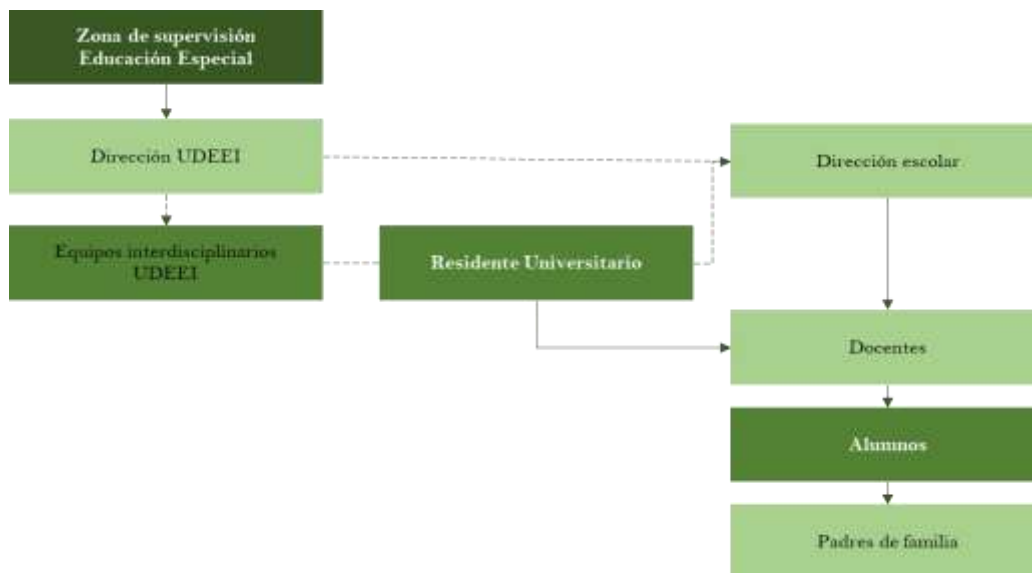 Zona de supervisión
Educación Especial
Dirección UDEEI
Dirección escolar
Equipos interdisciplinarios
UDEEI
Residente Universitario
Docentes
Alumnos
Padres de familia